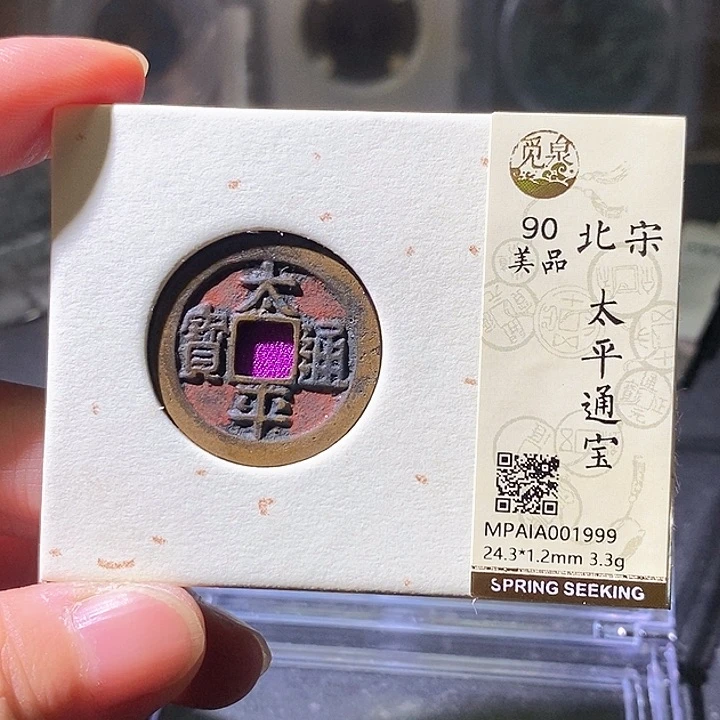 太
平
通
寶
觅泉
90
美品
北宋
太平通宝
MPAIA001999
24.3*1.2mm 3.3g
SPRING SEEKING